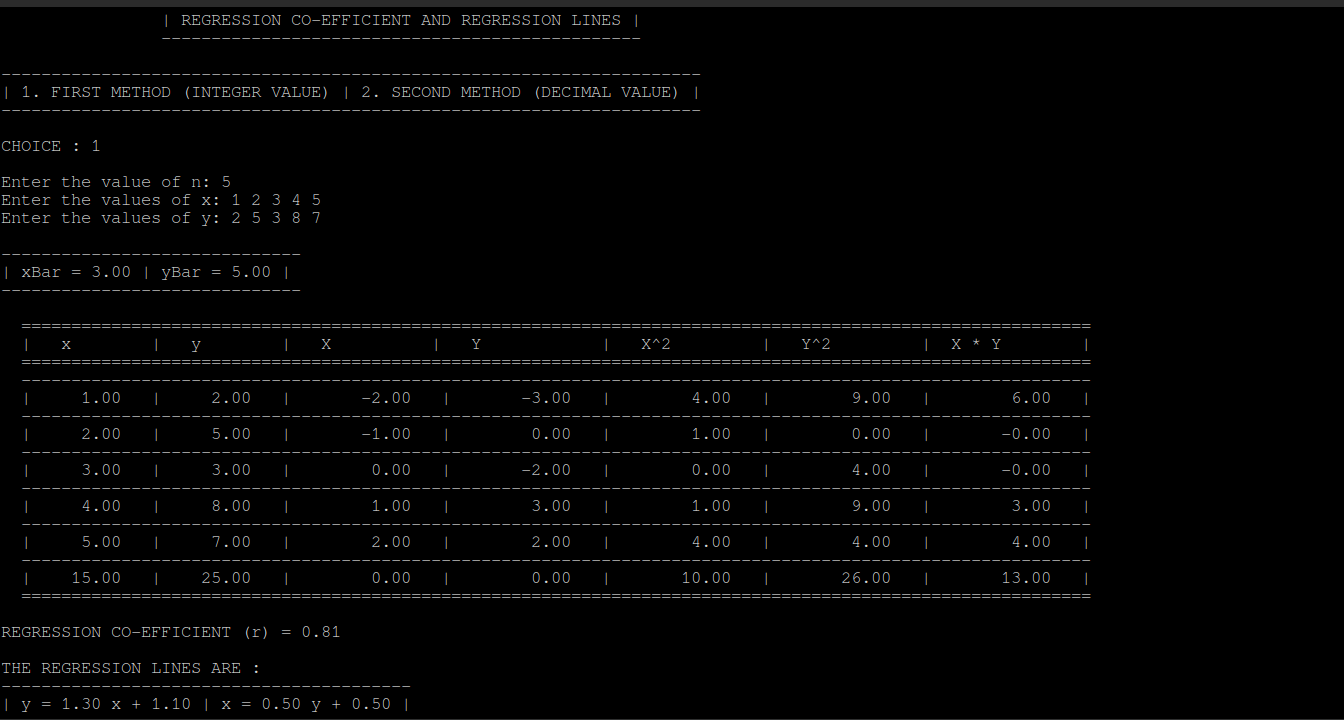 | REGRESSION CO-EFFICIENT AND REGRESSION LINES |
| 1. FIRST METHOD (INTEGER VALUE) | 2. SECOND METHOD (DECIMAL VALUE) |
CHOICE : 1
Enter the value of n: 5
Enter the values of x: 1 2 3 4 5
Enter the values of y: 2 5 3 8 7
| xBar = 3.00 | yBar = 5.00 |
| x | y | X | Y | X^2 | Y^2 | X * Y |
| 1.00 | 2.00 | -2.00 | -3.00 | 4.00 | 9.00 | 6.00 |
| 2.00 | 5.00 | -1.00 | 0.00 | 1.00 | 0.00 | -0.00 |
| 3.00 | 3.00 | 0.00 | -2.00 | 0.00 | 4.00 | -0.00 |
| 4.00 | 8.00 | 1.00 | 3.00 | 1.00 | 9.00 | 3.00 |
| 5.00 | 7.00 | 2.00 | 2.00 | 4.00 | 4.00 | 4.00 |
| 15.00 | 25.00 | 0.00 | 0.00 | 10.00 | 26.00 | 13.00 |
REGRESSION CO-EFFICIENT (r) = 0.81
THE REGRESSION LINES ARE :
| y = 1.30 x + 1.10 | x = 0.50 y + 0.50 |